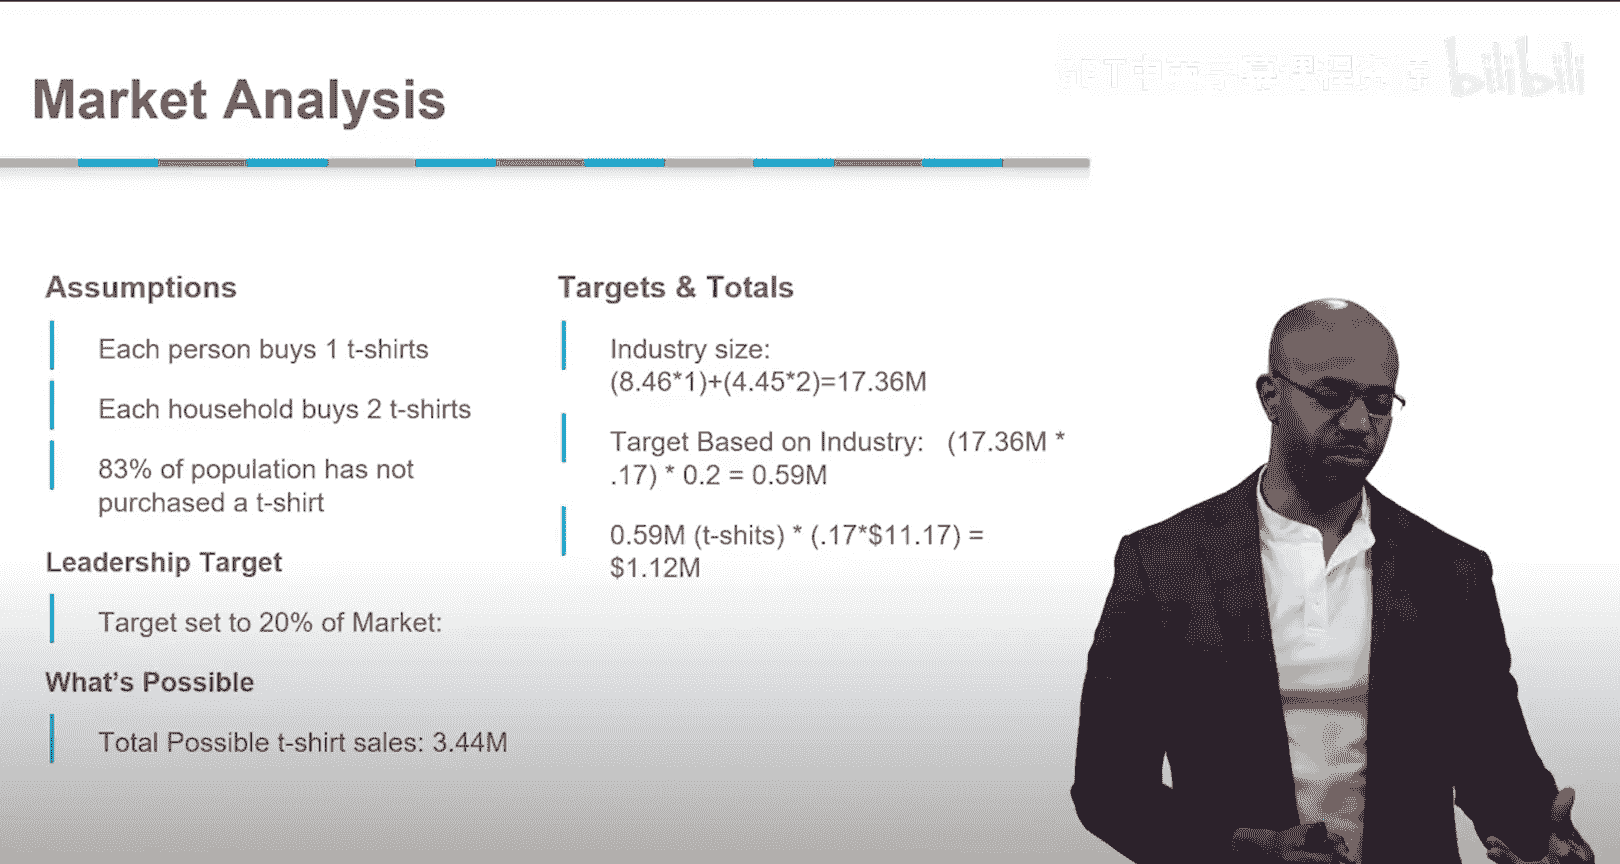 Market Analysis
bilibili
Assumptions
Each person buys 1 t-shirts
Each household buys 2 t-shirts
83% of population has not
purchased a t-shirt
Leadership Target
Target set to 20% of Market:
What's Possible
Total Possible t-shirt sales: 3.44M
Targets & Totals
Industry size:
(8.46*1)+(4.45*2)=17.36M
Target Based on Industry: (17.36M *
.17) * 0.2 = 0.59M
0.59M (t-shits) * (.17*$11.17) =
$1.12M